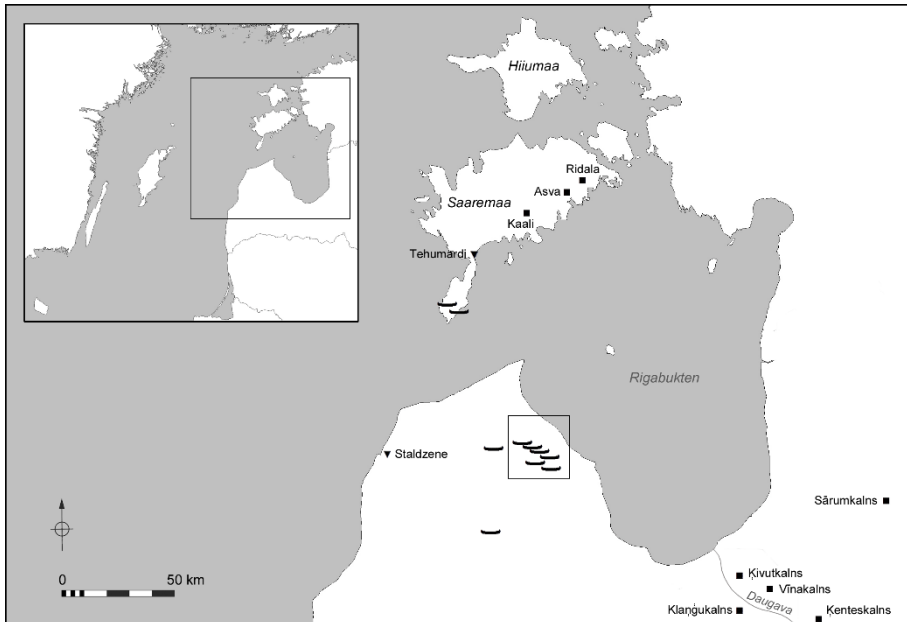 Hiiumaa
Ridala
Asva
Saaremaa
Kaali
Tehumardi
Rigabukten
Staldzene
Sārumkalns
0 50 km
Ķivutkalns
Vīnakalns
Daugava
Klaņģukalns
Ķenteskalns